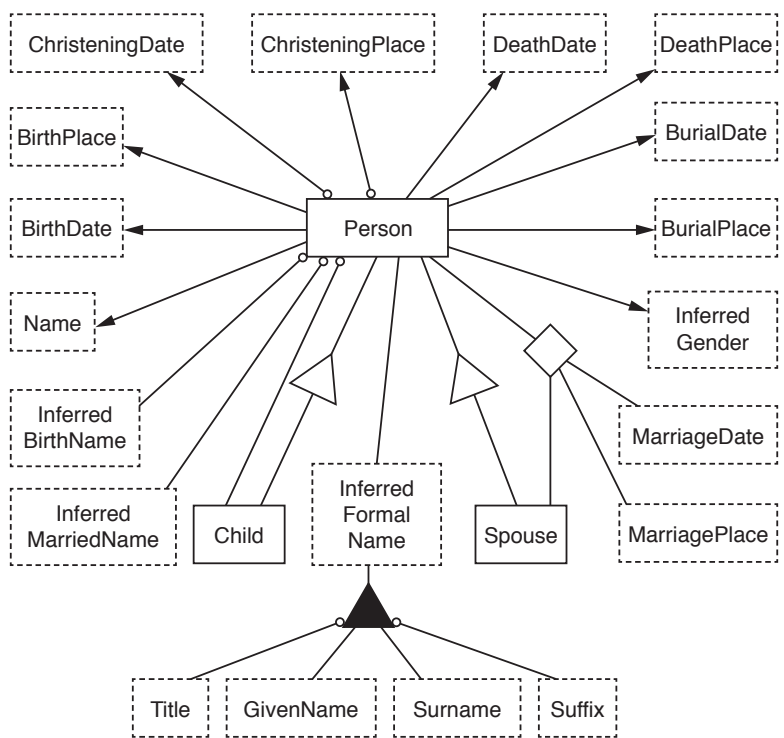 ChristeningDate
ChristeningPlace
DeathDate
DeathPlace
BirthPlace
BurialDate
BirthDate
Person
BurialPlace
Name
Inferred
Gender
Inferred
BirthName
MarriageDate
Inferred
MarriedName
Child
Inferred
Formal
Name
Spouse
MarriagePlace
Title
GivenName
Surname
Suffix